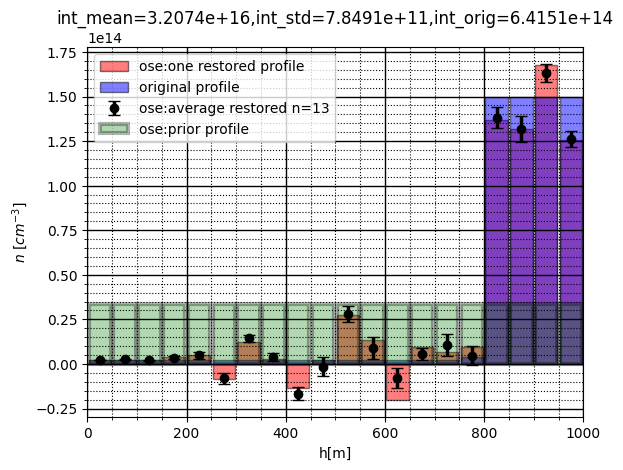 int_mean=3.2074e+16,int_std=7.8491e+11,int_orig=6.4151e+14
1e14
1.75
1.50
1.25
1.00
0.75
0.50
0.25
0.00
−0.25
n [cm⁻³]
ose:one restored profile
original profile
ose:average restored n=13
ose:prior profile
0 200 400 600 800 1000
h[m]